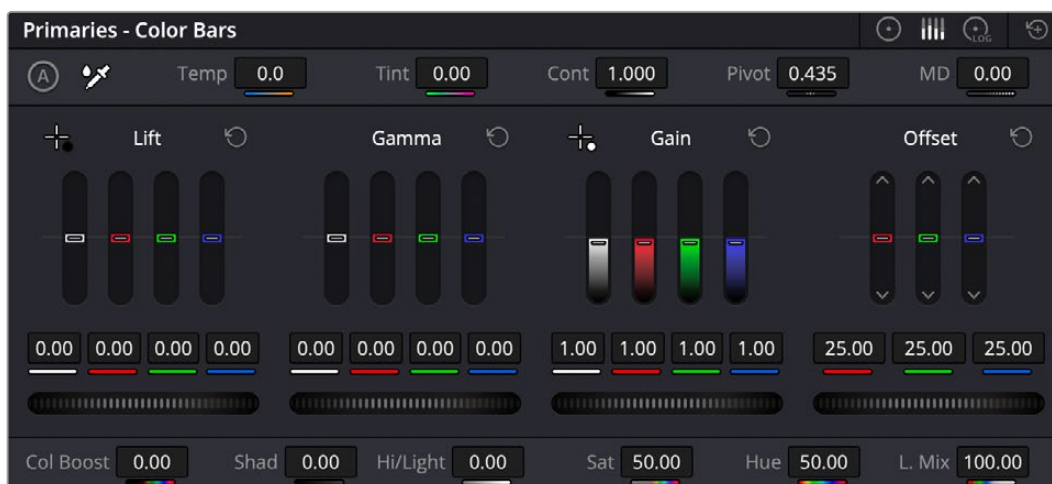 Primaries - Color Bars
LOG
A Temp 0.0 Tint 0.00 Cont 1.000 Pivot 0.435 MD 0.00
Lift Gamma Gain Offset
0.00 0.00 0.00 0.00 0.00 0.00 0.00 0.00 1.00 1.00 1.00 1.00 25.00 25.00 25.00
Col Boost 0.00 Shad 0.00 Hi/Light 0.00 Sat 50.00 Hue 50.00 L. Mix 100.00